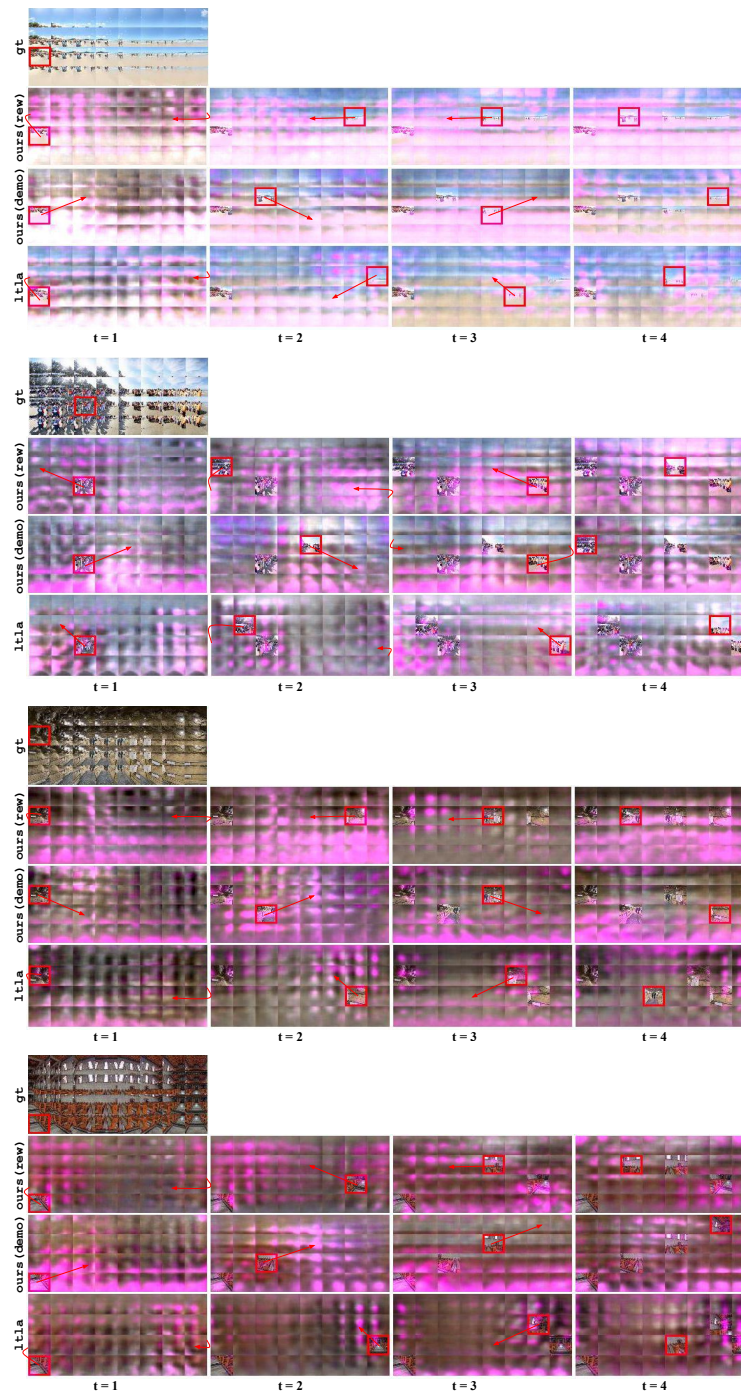 gt
ours(rew)
ours(demo)
ltla
t = 1 t = 2 t = 3 t = 4
gt
ours(rew)
ours(demo)
ltla
t = 1 t = 2 t = 3 t = 4
gt
ours(rew)
ours(demo)
ltla
t = 1 t = 2 t = 3 t = 4
gt
ours(rew)
ours(demo)
ltla
t = 1 t = 2 t = 3 t = 4